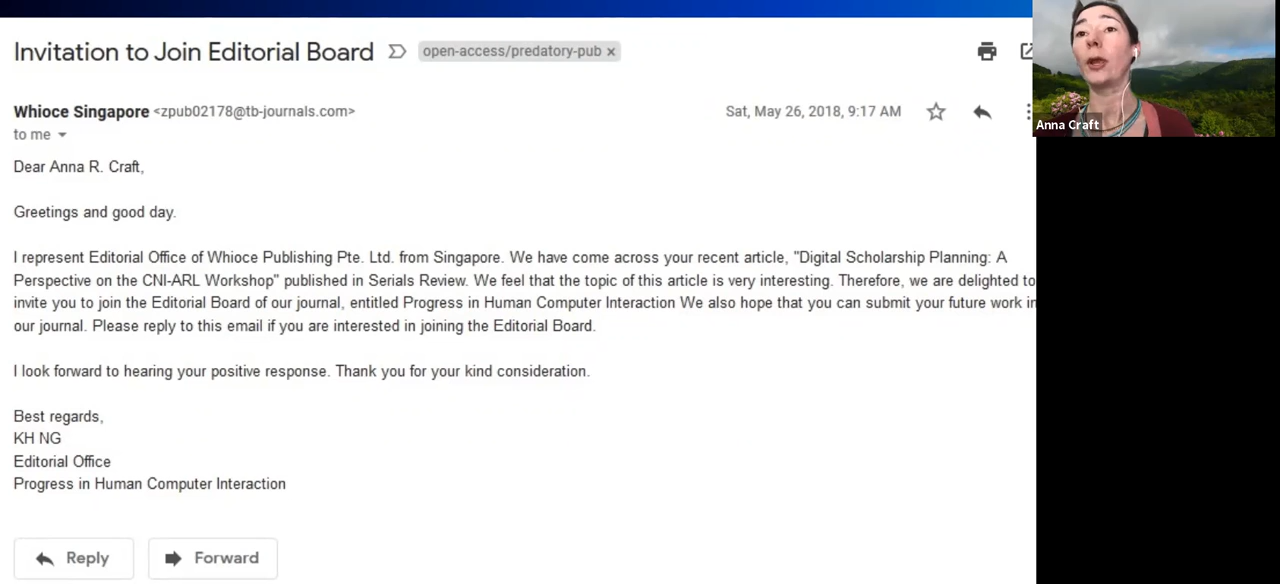 Invitation to Join Editorial Board
open-access/predatory-pub ×
Whioce Singapore <zpub02178@tb-journals.com>
Sat, May 26, 2018, 9:17 AM
to me
Dear Anna R. Craft,
Greetings and good day.
I represent Editorial Office of Whioce Publishing Pte. Ltd. from Singapore. We have come across your recent article, "Digital Scholarship Planning: A
Perspective on the CNI-ARL Workshop" published in Serials Review. We feel that the topic of this article is very interesting. Therefore, we are delighted to
invite you to join the Editorial Board of our journal, entitled Progress in Human Computer Interaction We also hope that you can submit your future work in
our journal. Please reply to this email if you are interested in joining the Editorial Board.
I look forward to hearing your positive response. Thank you for your kind consideration.
Best regards,
KH NG
Editorial Office
Progress in Human Computer Interaction
Reply
Forward
Anna Craft